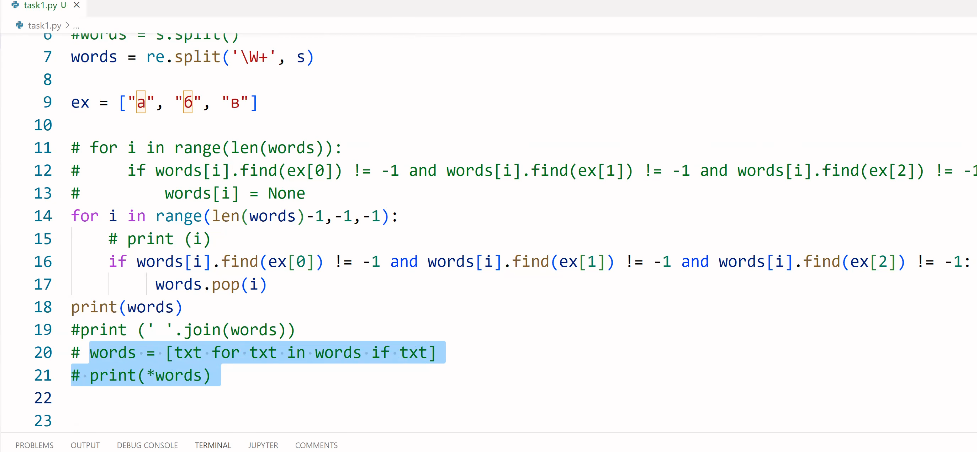 task1.py U ×
task1.py > ...
6 #words = s.split()
7 words = re.split('\W+', s)
8
9 ex = ["а", "б", "в"]
10
11 # for i in range(len(words)):
12 #     if words[i].find(ex[0]) != -1 and words[i].find(ex[1]) != -1 and words[i].find(ex[2]) != -1
13 #         words[i] = None
14 for i in range(len(words)-1,-1,-1):
15     # print (i)
16     if words[i].find(ex[0]) != -1 and words[i].find(ex[1]) != -1 and words[i].find(ex[2]) != -1:
17         words.pop(i)
18 print(words)
19 #print (' '.join(words))
20 # words = [txt for txt in words if txt]
21 # print(*words)
22
23
PROBLEMS OUTPUT DEBUG CONSOLE TERMINAL JUPYTER COMMENTS